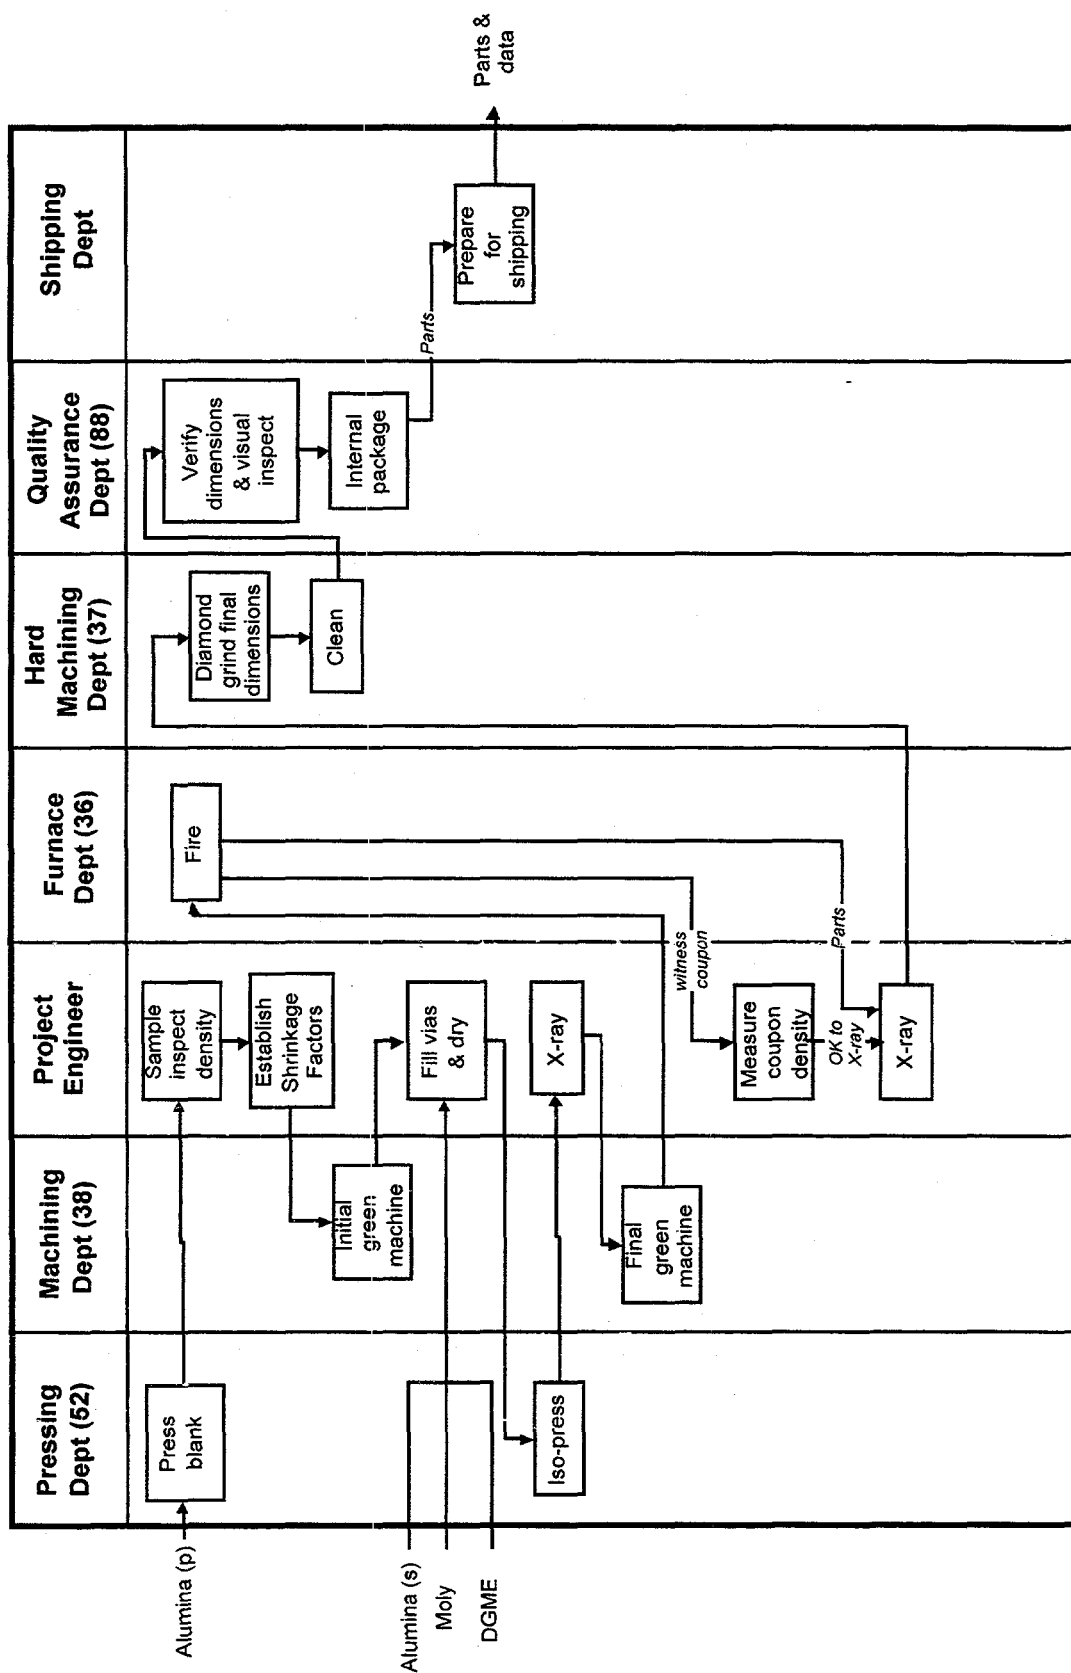 Pressing
Dept (52)
Machining
Dept (38)
Project
Engineer
Furnace
Dept (36)
Hard
Machining
Dept (37)
Quality
Assurance
Dept (88)
Shipping
Dept
Alumina (p)
Press
blank
Sample
inspect
density
Establish
Shrinkage
Factors
Initial
green
machine
Alumina (s)
Moly
DGME
Fill vias
& dry
Iso-press
X-ray
Final
green
machine
Fire
witness
coupon
Parts
Measure
coupon
density
OK to
X-ray
X-ray
Diamond
grind final
dimensions
Clean
Verify
dimensions
& visual
inspect
Internal
package
Parts
Prepare
for
shipping
Parts &
data